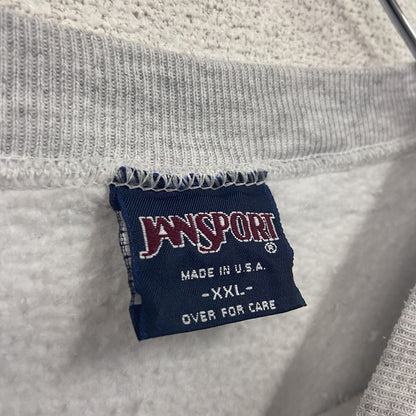 JANSPORT®
MADE IN U.S.A.
-XXL-
OVER FOR CARE